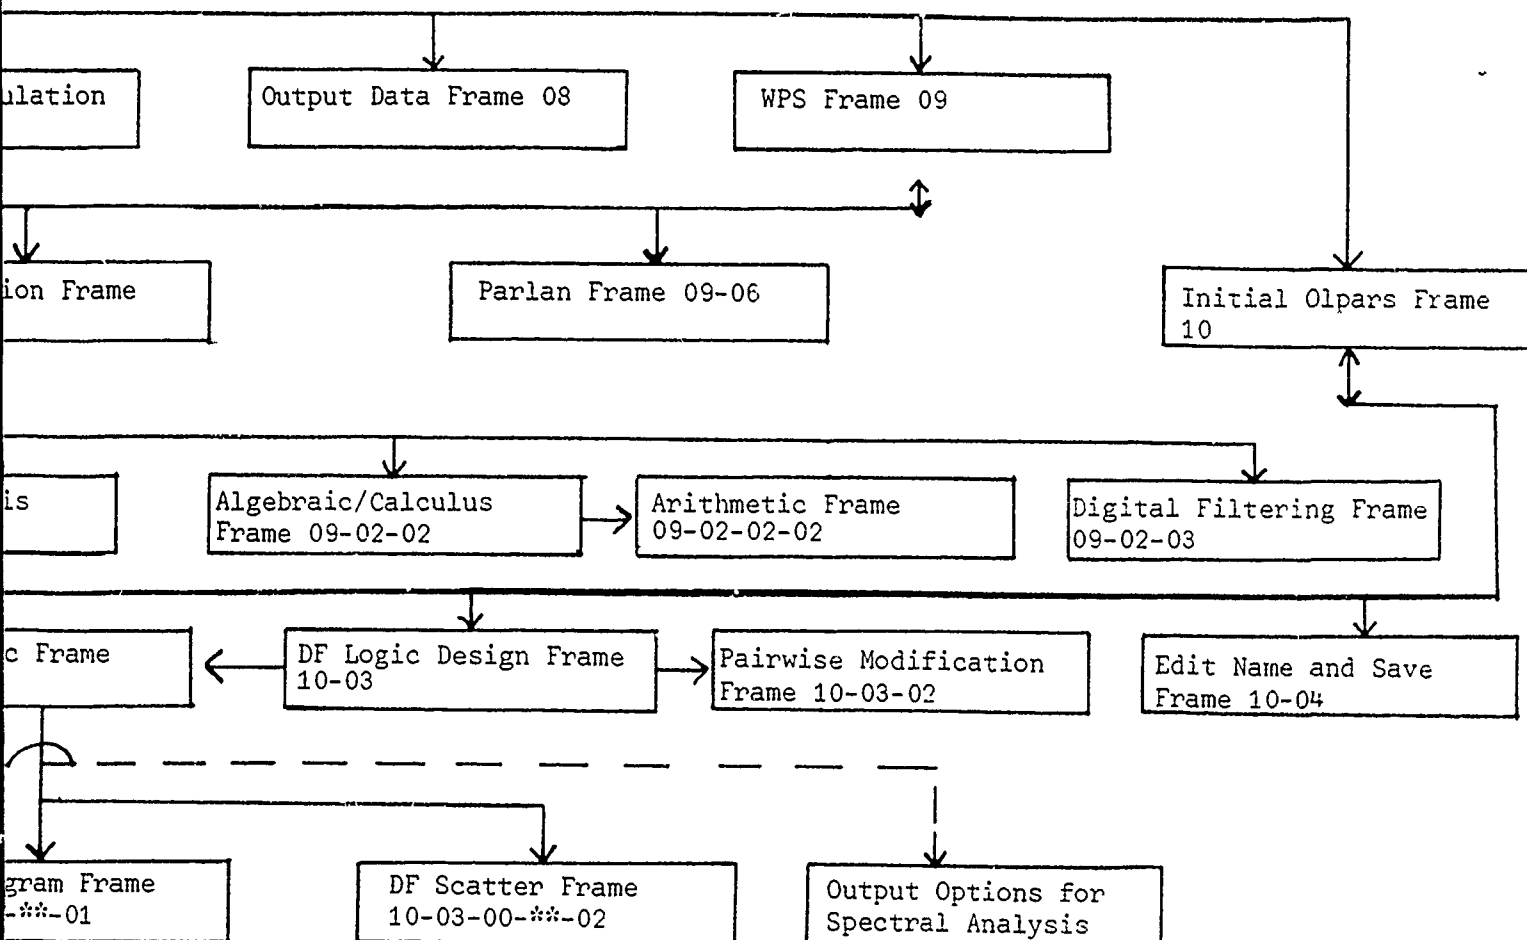 Output Data Frame 08
WPS Frame 09
ion Frame
Parlan Frame 09-06
Initial Olpars Frame
10
is
Algebraic/Calculus
Frame 09-02-02
Arithmetic Frame
09-02-02-02
Digital Filtering Frame
09-02-03
c Frame
DF Logic Design Frame
10-03
Pairwise Modification
Frame 10-03-02
Edit Name and Save
Frame 10-04
gram Frame
-**-01
DF Scatter Frame
10-03-00-**-02
Output Options for
Spectral Analysis